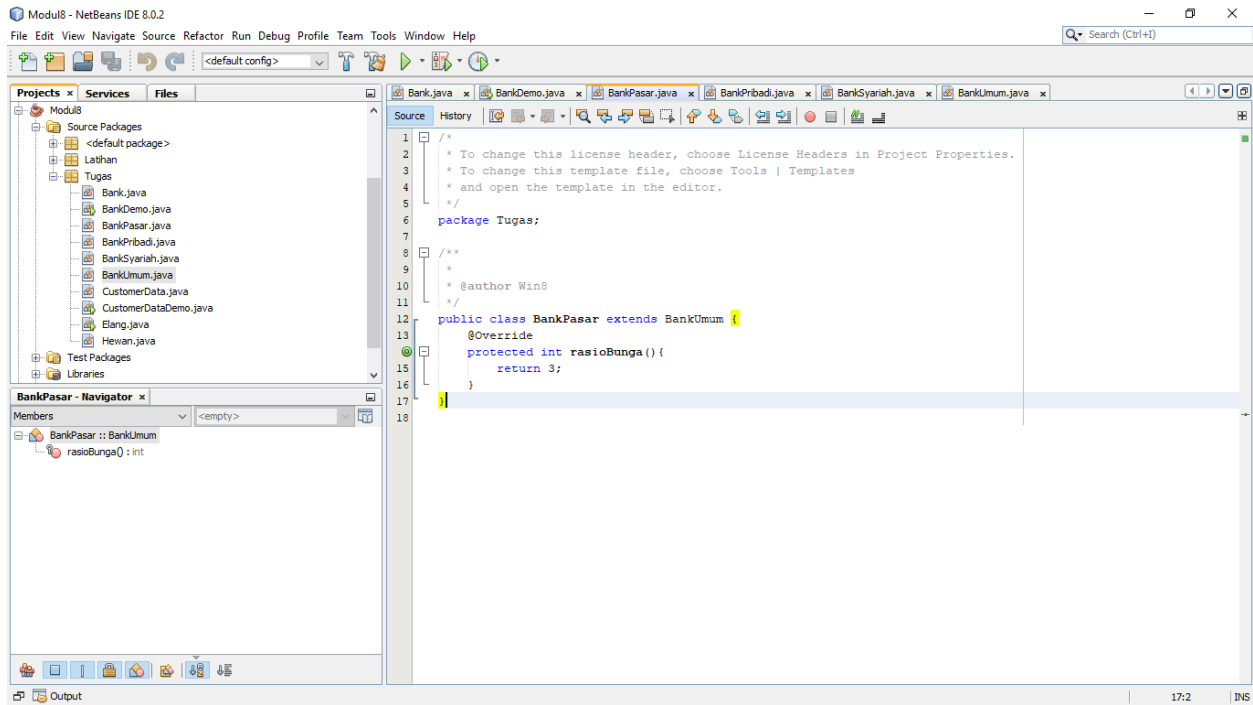 Modul8 - NetBeans IDE 8.0.2
File Edit View Navigate Source Refactor Run Debug Profile Team Tools Window Help
Search (Ctrl+I)
<default config>
Projects Services Files
Modul8
Source Packages
<default package>
Latihan
Tugas
Bank.java
BankDemo.java
BankPasar.java
BankPribadi.java
BankSyariah.java
BankUmum.java
CustomerData.java
CustomerDataDemo.java
Elang.java
Hewan.java
Test Packages
Libraries
BankPasar - Navigator
Members <empty>
BankPasar :: BankUmum
rasioBunga() : int
Bank.java BankDemo.java BankPasar.java BankPribadi.java BankSyariah.java BankUmum.java
Source History
1 /*
2 * To change this license header, choose License Headers in Project Properties.
3 * To change this template file, choose Tools | Templates
4 * and open the template in the editor.
5 */
6 package Tugas;
7
8 /**
9 *
10 * @author Win8
11 */
12 public class BankPasar extends BankUmum {
13 @Override
protected int rasioBunga(){
15 return 3;
16 }
17 }
18
Output
17:2 INS